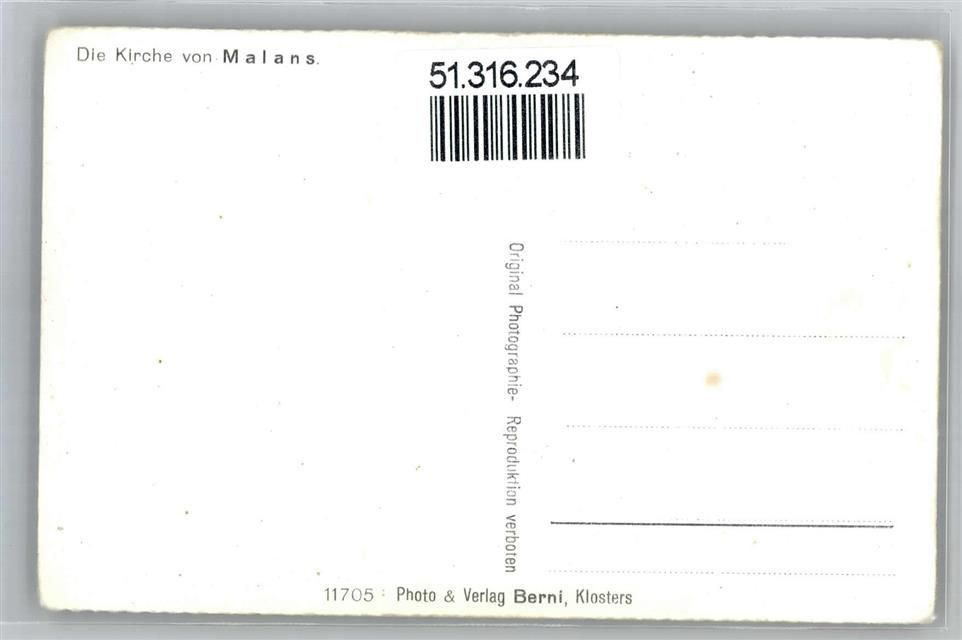 Die Kirche von Malans.
51.316.234
Original Photographie- Reproduktion verboten
11705 : Photo & Verlag Berni, Klosters